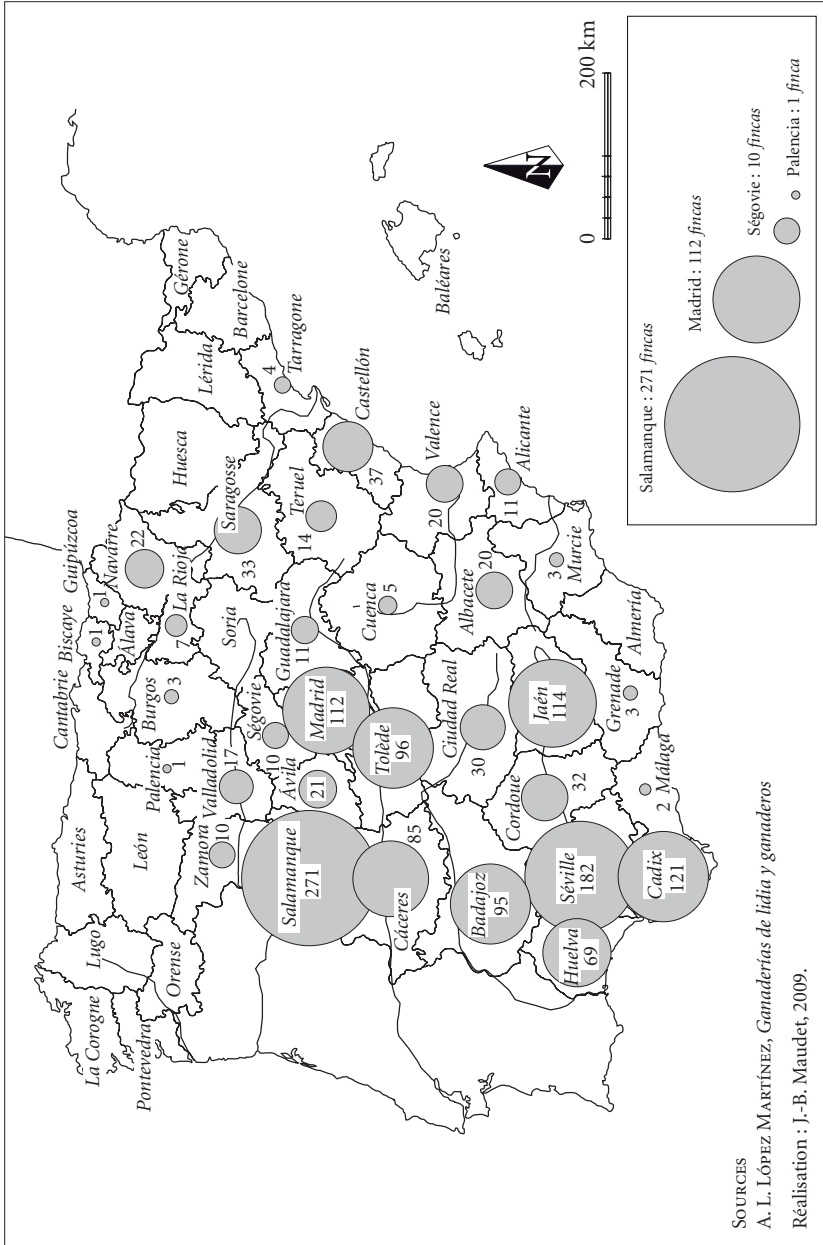 La Corogne
Lugo
Asturies
Cantabrie
Biscaye
1
Guipúzcoa
1
Navarre
22
Álava
Pontevedra
Orense
León
Palencia
1
Burgos
3
La Rioja
7
Huesca
Lérida
Gérone
Barcelone
Zamora
10
Valladolid
17
Soria
Saragosse
33
4
Tarragone
Salamanque
271
Ségovie
10
Ávila
21
Madrid
112
Guadalajara
11
Teruel
14
Castellón
37
Cáceres
85
Tolède
96
Cuenca
5
Valence
20
Baléares
Badajoz
95
Ciudad Real
30
Albacete
20
Alicante
11
Huelva
69
Séville
182
Cordoue
32
Jaén
114
Murcie
3
Cadix
121
Málaga
2
Grenade
3
Almería
N
0
200 km
Salamanque : 271 fincas
Madrid : 112 fincas
Ségovie : 10 fincas
Palencia : 1 finca
SOURCES
A. L. LÓPEZ MARTÍNEZ, Ganaderías de lidia y ganaderos
Réalisation : J.-B. Maudet, 2009.